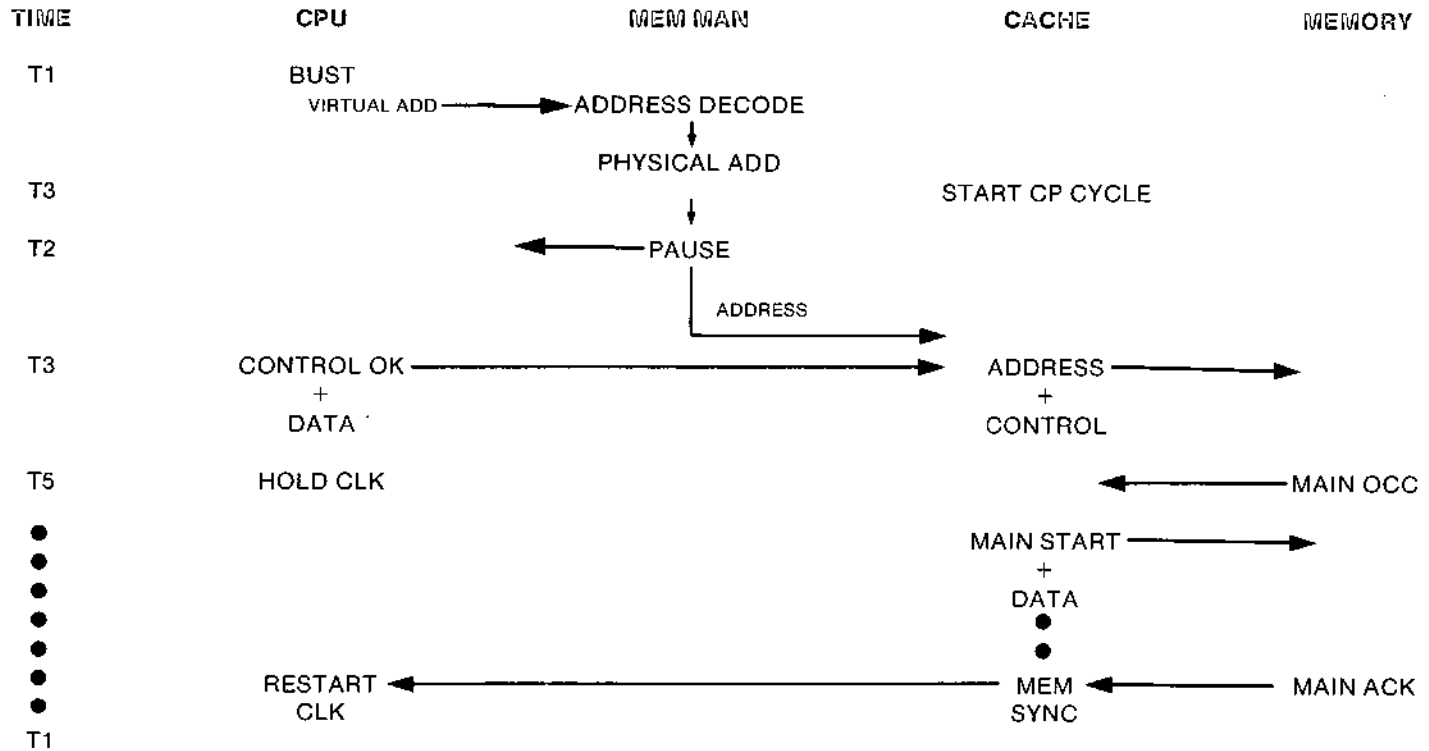 TIME CPU MEM MAN CACHE MEMORY
T1 BUST
VIRTUAL ADD ADDRESS DECODE
PHYSICAL ADD
T3 START CP CYCLE
T2 PAUSE
ADDRESS
T3 CONTROL OK ADDRESS
+ +
DATA CONTROL
T5 HOLD CLK MAIN OCC
MAIN START
+
DATA
RESTART MEM MAIN ACK
CLK SYNC
T1